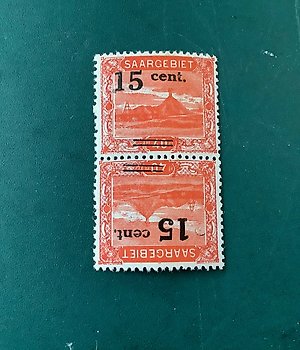 SAARGEBIET
15 cent.
15
cent.
SAARGEBIET